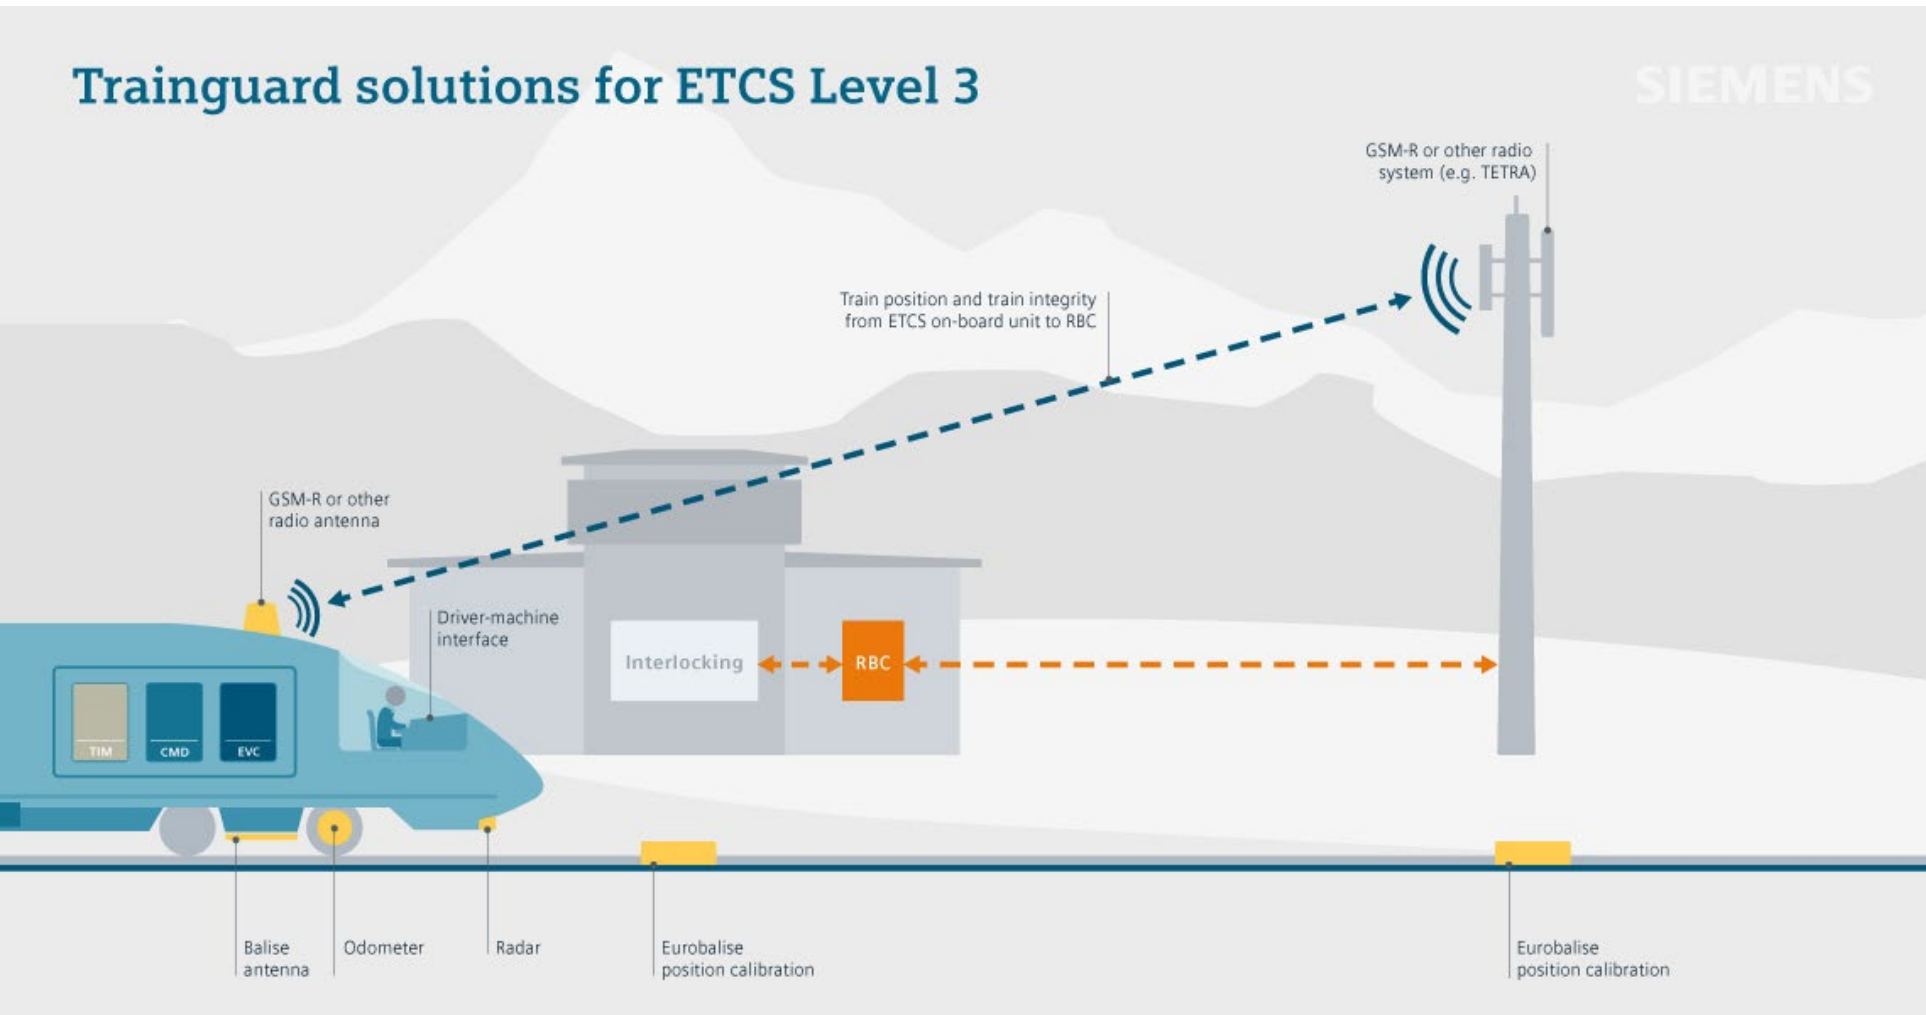 Trainguard solutions for ETCS Level 3
SIEMENS
GSM-R or other radio
system (e.g. TETRA)
Train position and train integrity
from ETCS on-board unit to RBC
GSM-R or other
radio antenna
Driver-machine
interface
Interlocking
RBC
TIM
CMD
EVC
Balise
antenna
Odometer
Radar
Eurobalise
position calibration
Eurobalise
position calibration